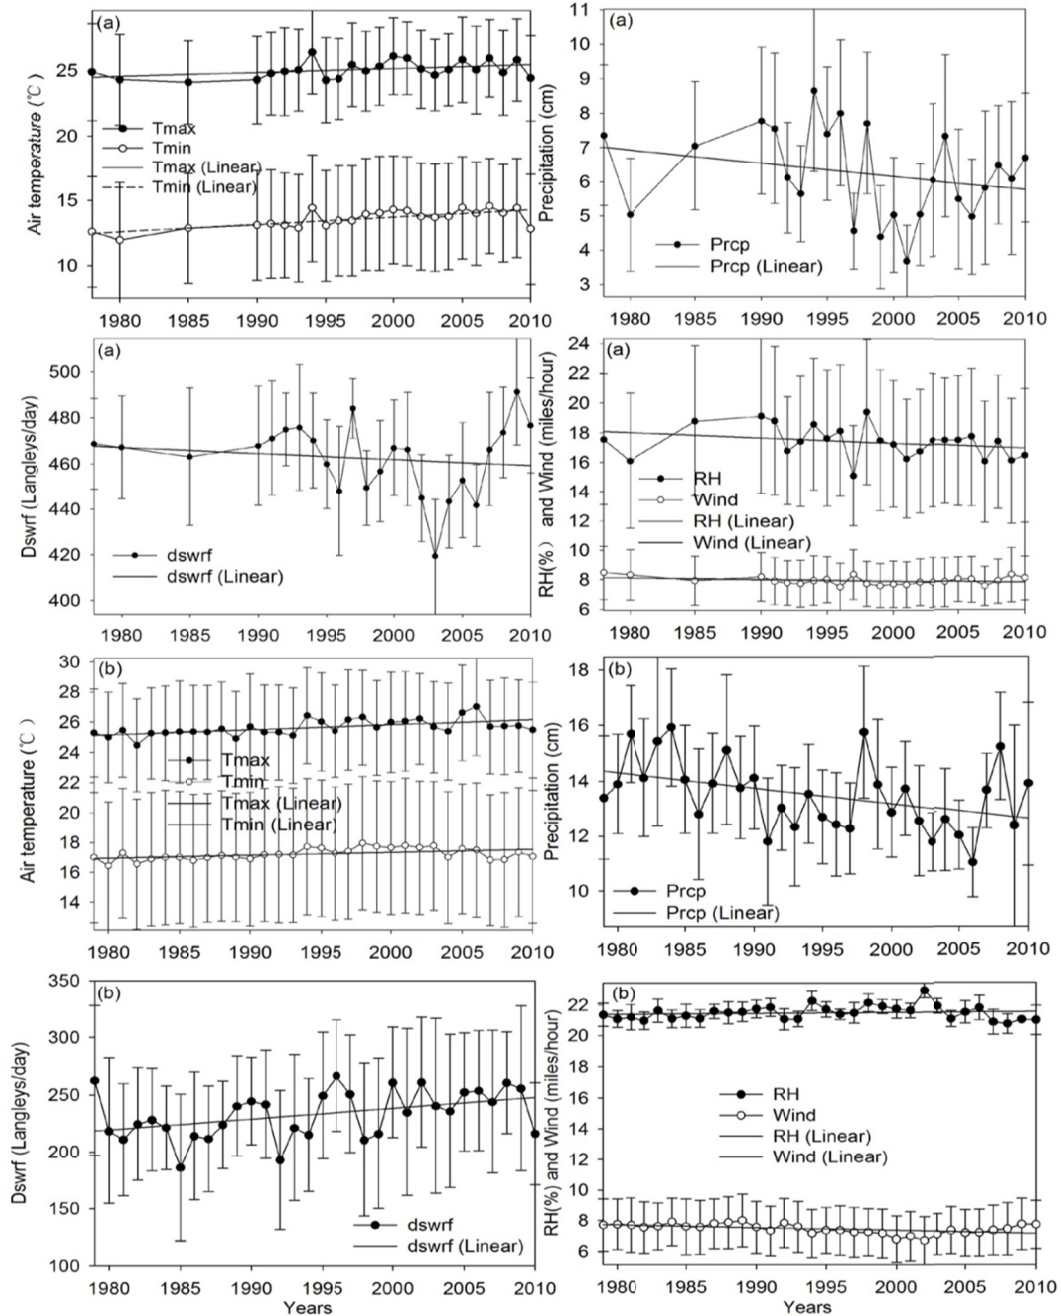 (a)
Air temperature (℃)
25
20
15
10
Tmax
Tmin
Tmax (Linear)
Tmin (Linear)
1980 1985 1990 1995 2000 2005 2010
(a)
Precipitation (cm)
11
10
9
8
7
6
5
4
3
Prcp
Prcp (Linear)
1980 1985 1990 1995 2000 2005 2010
(a)
Dswrf (Langleys/day)
500
480
460
440
420
400
dswrf
dswrf (Linear)
1980 1985 1990 1995 2000 2005 2010
(a)
RH(%) and Wind (miles/hour)
24
22
20
18
16
14
12
10
8
6
RH
Wind
RH (Linear)
Wind (Linear)
1980 1985 1990 1995 2000 2005 2010
(b)
Air temperature (℃)
30
28
26
24
22
20
18
16
14
Tmax
Tmin
Tmax (Linear)
Tmin (Linear)
1980 1985 1990 1995 2000 2005 2010
(b)
Precipitation (cm)
18
16
14
12
10
Prcp
Prcp (Linear)
1980 1985 1990 1995 2000 2005 2010
(b)
Dswrf (Langleys/day)
350
300
250
200
150
100
dswrf
dswrf (Linear)
1980 1985 1990 1995 2000 2005 2010
Years
(b)
RH(%) and Wind (miles/hour)
22
20
18
16
14
12
10
8
6
RH
Wind
RH (Linear)
Wind (Linear)
1980 1985 1990 1995 2000 2005 2010
Years